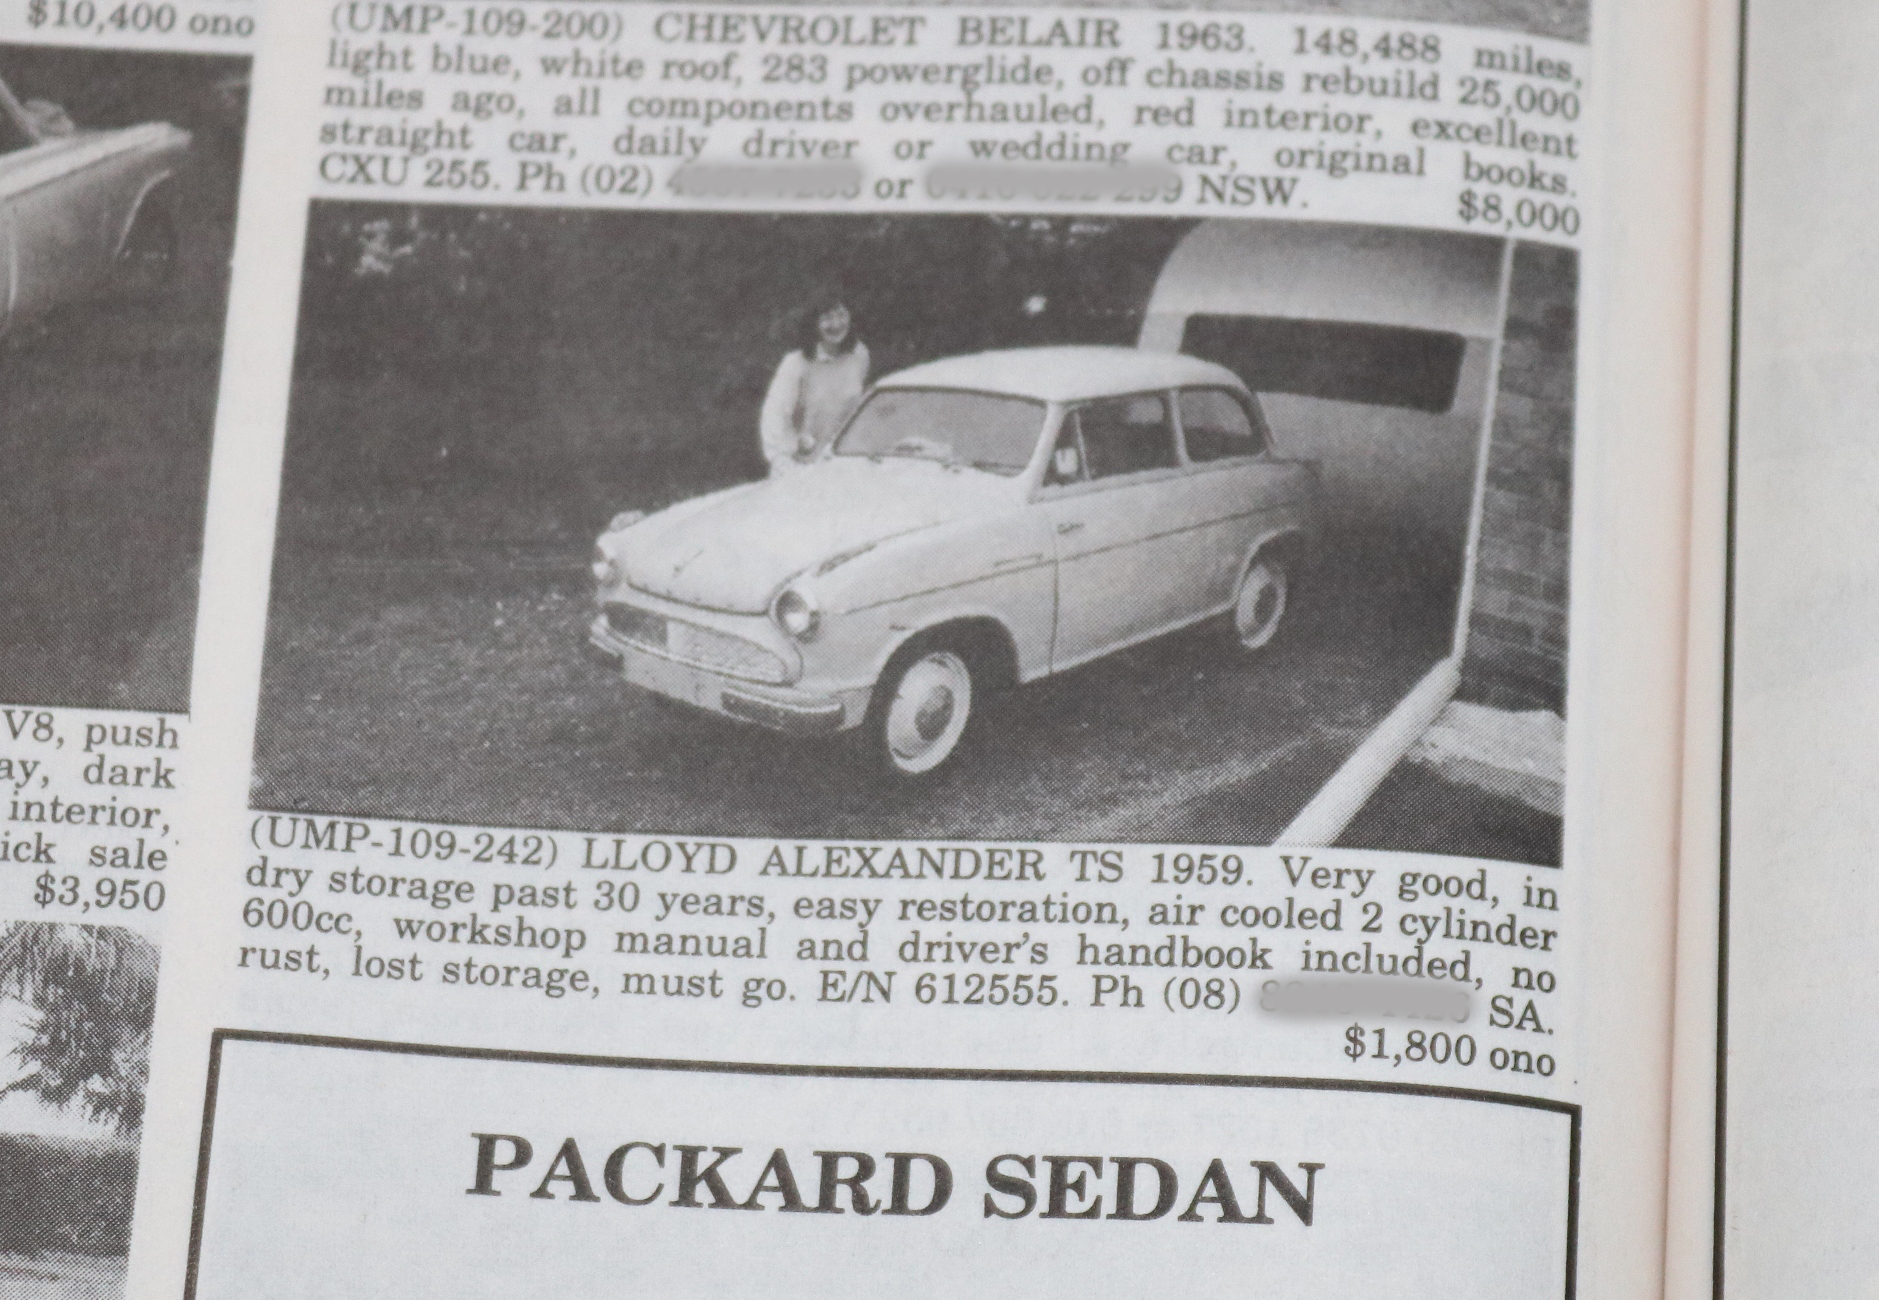 $10,400 ono
V8, push
ay, dark
interior,
ick sale
$3,950
(UMP-109-200) CHEVROLET BELAIR 1963. 148,488 miles,
light blue, white roof, 283 powerglide, off chassis rebuild 25,000
miles ago, all components overhauled, red interior, excellent
straight car, daily driver or wedding car, original books.
CXU 255. Ph (02) or NSW.
$8,000
(UMP-109-242) LLOYD ALEXANDER TS 1959. Very good, in
dry storage past 30 years, easy restoration, air cooled 2 cylinder
600cc, workshop manual and driver's handbook included, no
rust, lost storage, must go. E/N 612555. Ph (08) SA.
$1,800 ono
PACKARD SEDAN